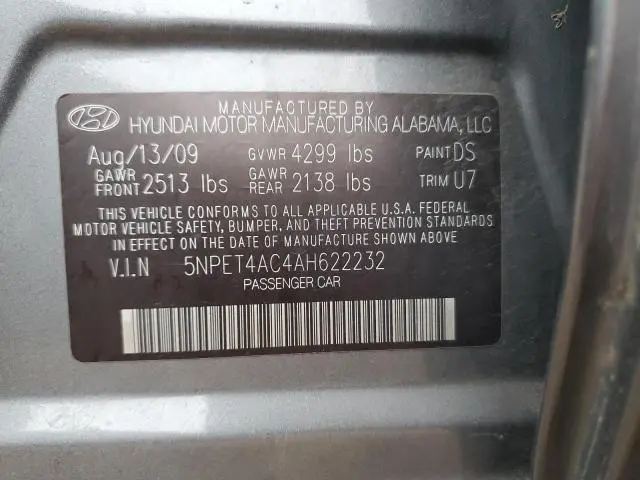 MANUFACTURED BY
HYUNDAI MOTOR MANUFACTURING ALABAMA, LLC
Aug/13/09 GVWR 4299 lbs PAINT DS
GAWR FRONT 2513 lbs GAWR REAR 2138 lbs TRIM U7
THIS VEHICLE CONFORMS TO ALL APPLICABLE U.S.A. FEDERAL
MOTOR VEHICLE SAFETY, BUMPER, AND THEFT PREVENTION STANDARDS
IN EFFECT ON THE DATE OF MANUFACTURE SHOWN ABOVE.
V.I.N 5NPET4AC4AH622232
PASSENGER CAR